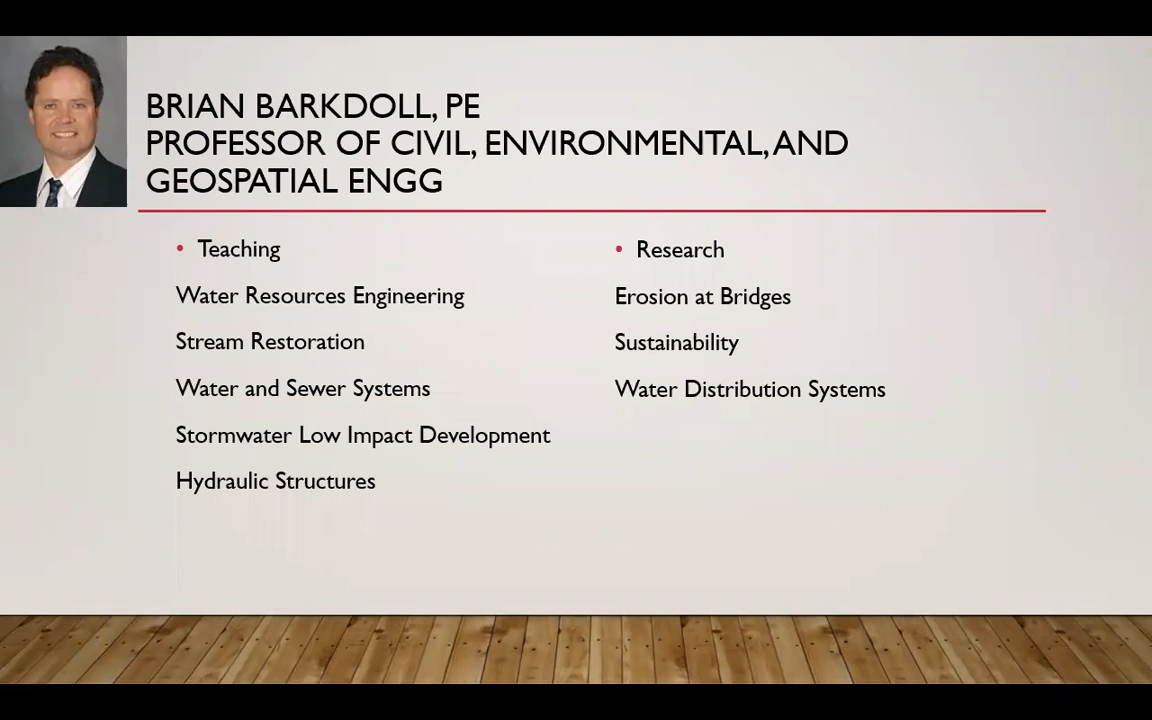 BRIAN BARKDOLL, PE
PROFESSOR OF CIVIL, ENVIRONMENTAL, AND
GEOSPATIAL ENGG
• Teaching
Water Resources Engineering
Stream Restoration
Water and Sewer Systems
Stormwater Low Impact Development
Hydraulic Structures
• Research
Erosion at Bridges
Sustainability
Water Distribution Systems